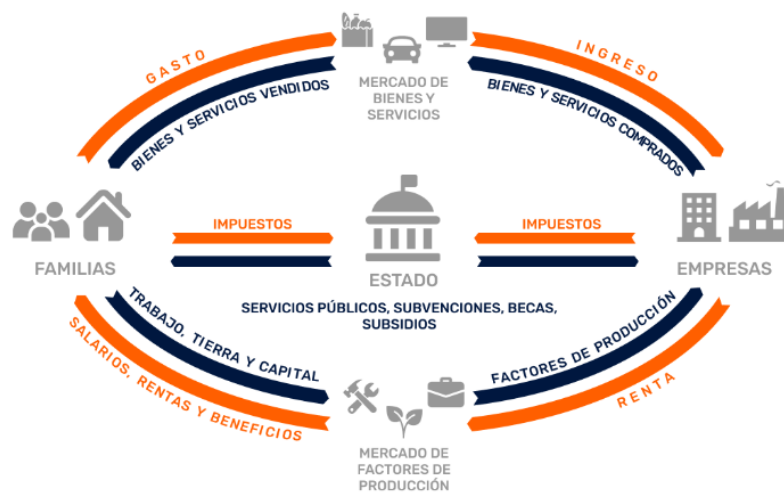 GASTO
INGRESO
BIENES Y SERVICIOS VENDIDOS
MERCADO DE
BIENES Y
SERVICIOS
BIENES Y SERVICIOS COMPRADOS
IMPUESTOS
IMPUESTOS
FAMILIAS
ESTADO
EMPRESAS
SERVICIOS PÚBLICOS, SUBVENCIONES, BECAS,
SUBSIDIOS
TRABAJO, TIERRA Y CAPITAL
FACTORES DE PRODUCCIÓN
SALARIOS, RENTAS Y BENEFICIOS
RENTA
MERCADO DE
FACTORES DE
PRODUCCIÓN